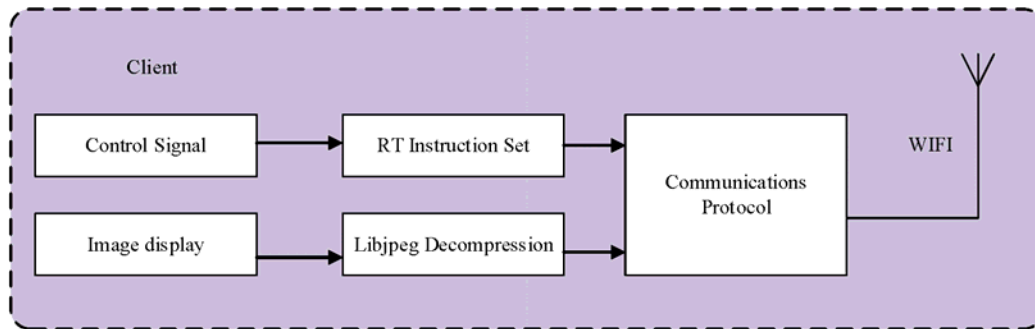 Client
Control Signal
RT Instruction Set
Communications
Protocol
WIFI
Image display
Libjpeg Decompression